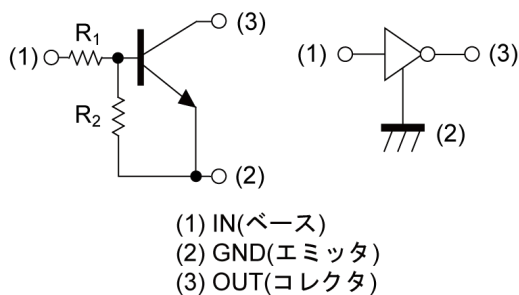 (1)
R₁
R₂
(3)
(2)
(1)
(3)
(2)
(1) IN(ベース)
(2) GND(エミッタ)
(3) OUT(コレクタ)